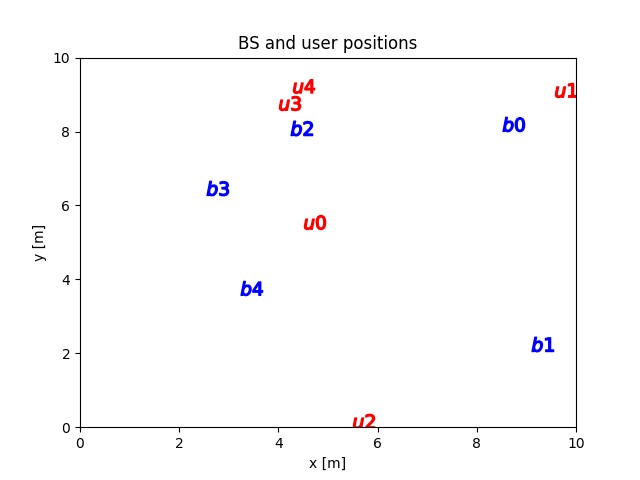 BS and user positions
10
8
6
4
2
0
y [m]
u4
u3
u1
b2
b0
b3
u0
b4
b1
u2
0 2 4 6 8 10
x [m]